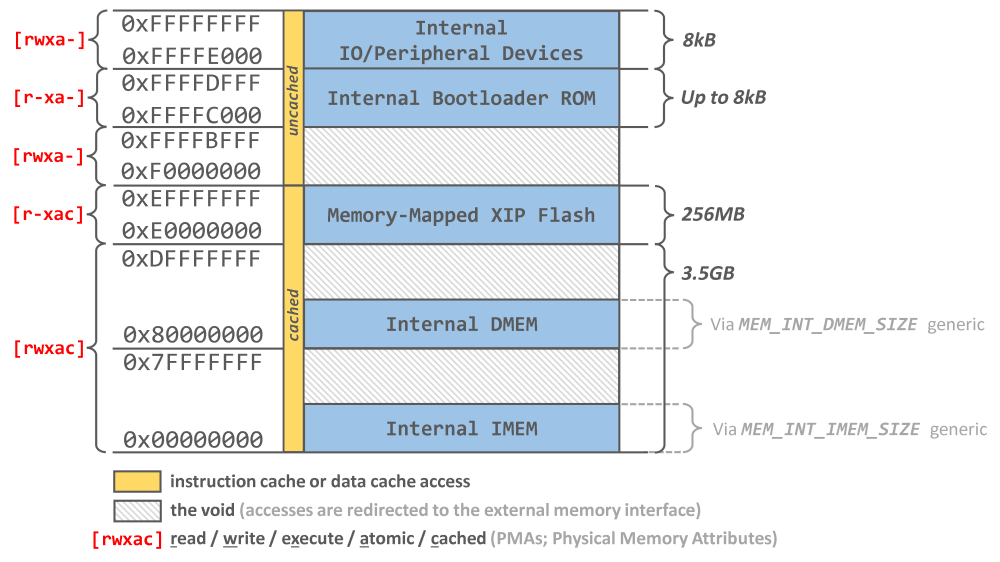 [rwxa-]
0xFFFFFFFF
0xFFFFE000
Internal
IO/Peripheral Devices
8kB
[r-xa-]
0xFFFFDFFF
0xFFFFC000
Internal Bootloader ROM
Up to 8kB
uncached
[rwxa-]
0xFFFFBFFF
0xF0000000
[r-xac]
0xEFFFFFFF
0xE0000000
Memory-Mapped XIP Flash
256MB
[rwxac]
0xDFFFFFFF
3.5GB
cached
0x80000000
Internal DMEM
Via MEM_INT_DMEM_SIZE generic
0x7FFFFFFF
0x00000000
Internal IMEM
Via MEM_INT_IMEM_SIZE generic
instruction cache or data cache access
the void (accesses are redirected to the external memory interface)
[rwxac] read / write / execute / atomic / cached (PMAs; Physical Memory Attributes)